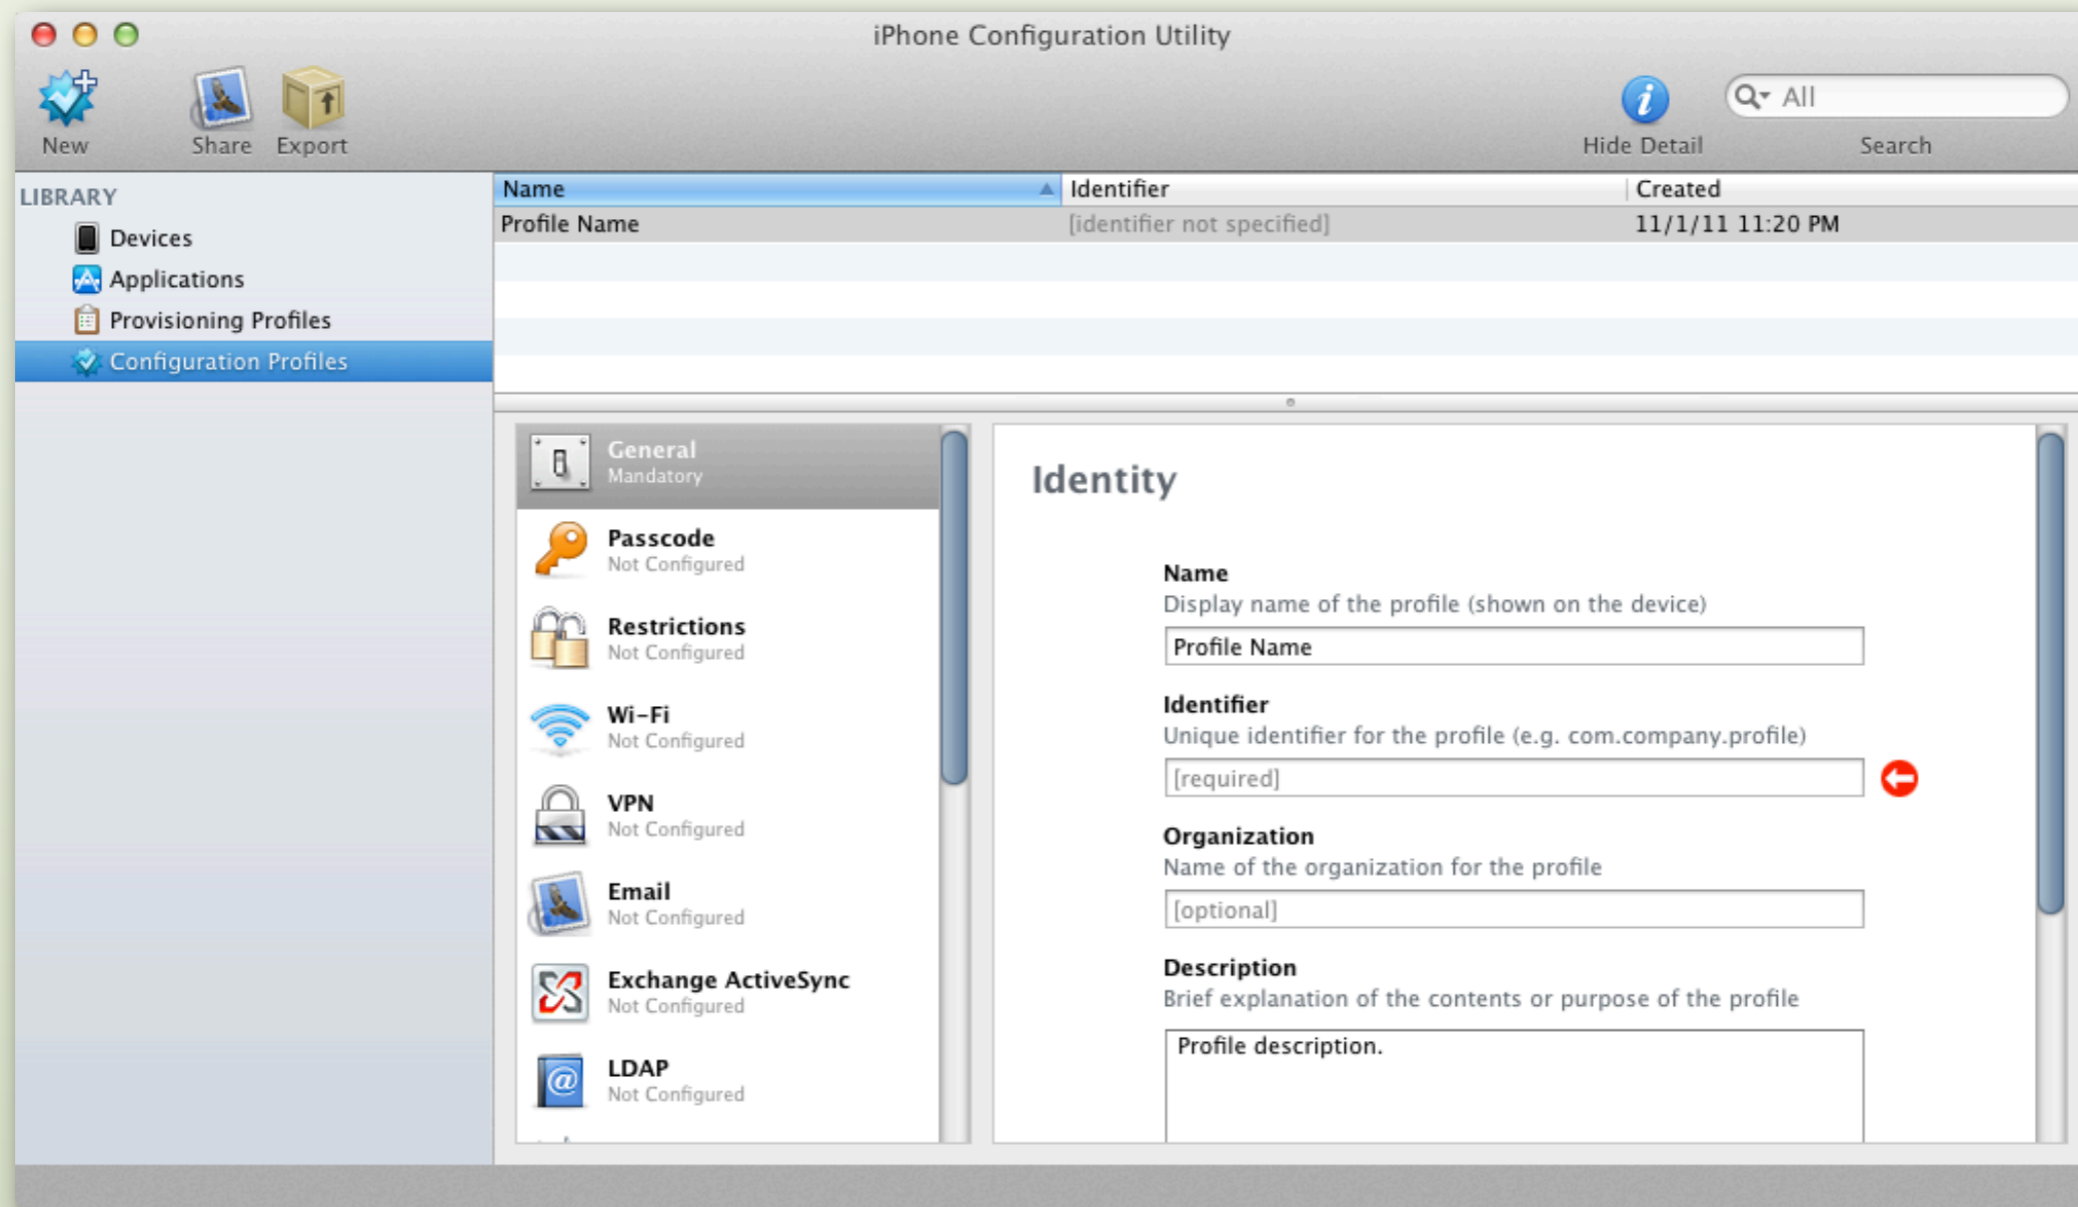 iPhone Configuration Utility
New
Share
Export
Hide Detail
All
Search
LIBRARY
Devices
Applications
Provisioning Profiles
Configuration Profiles
Name Identifier Created
Profile Name [identifier not specified] 11/1/11 11:20 PM
General
Mandatory
Passcode
Not Configured
Restrictions
Not Configured
Wi-Fi
Not Configured
VPN
Not Configured
Email
Not Configured
Exchange ActiveSync
Not Configured
LDAP
Not Configured
Identity
Name
Display name of the profile (shown on the device)
Profile Name
Identifier
Unique identifier for the profile (e.g. com.company.profile)
[required]
Organization
Name of the organization for the profile
[optional]
Description
Brief explanation of the contents or purpose of the profile
Profile description.